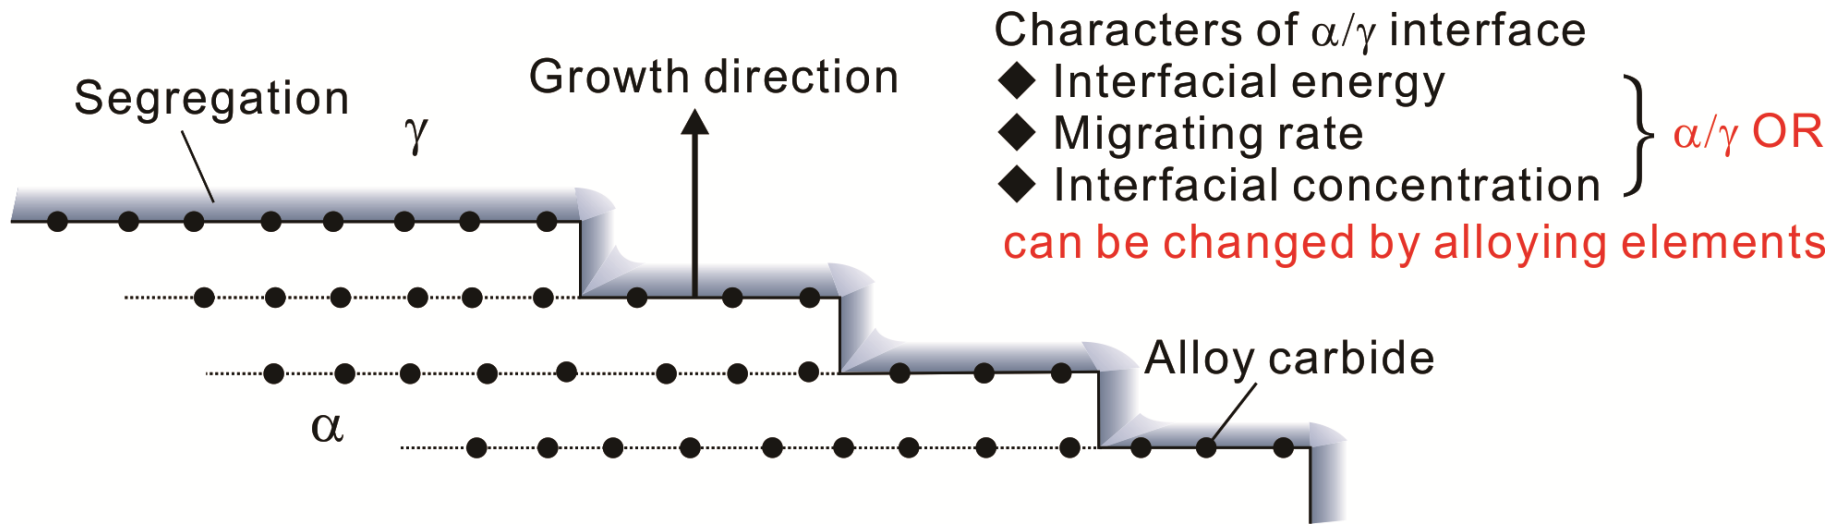 Segregation
γ
Growth direction
Characters of α/γ interface
◆ Interfacial energy
◆ Migrating rate
◆ Interfacial concentration
α/γ OR
can be changed by alloying elements
Alloy carbide
α